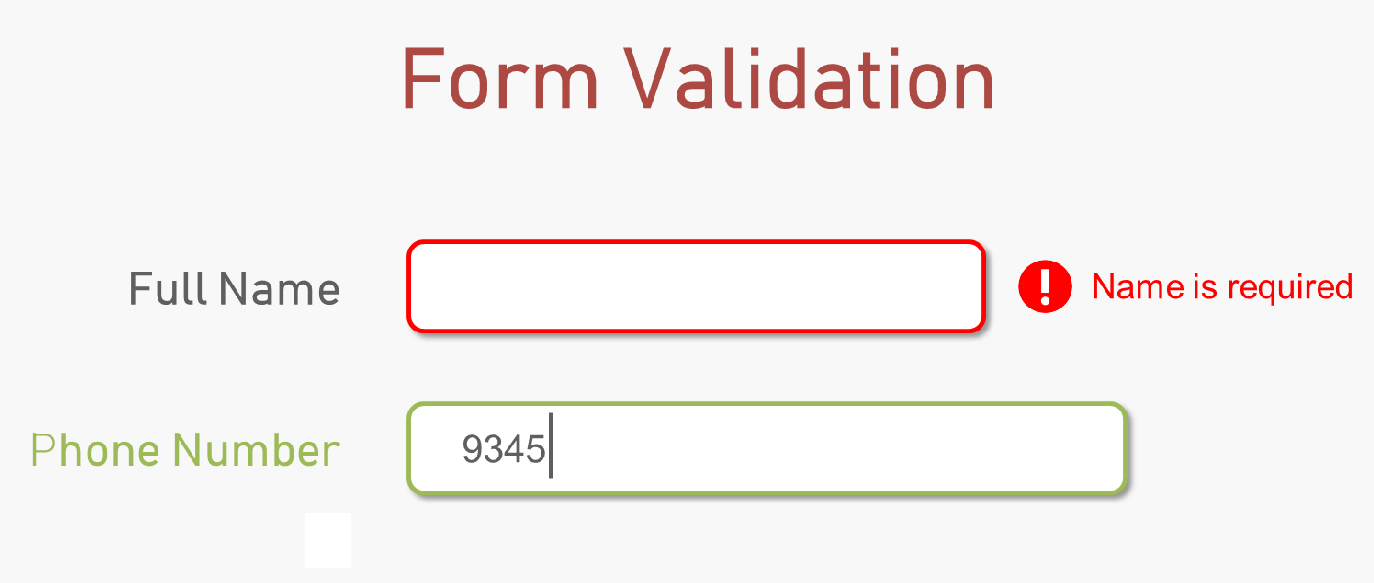 Form Validation
Full Name
Name is required
Phone Number
9345